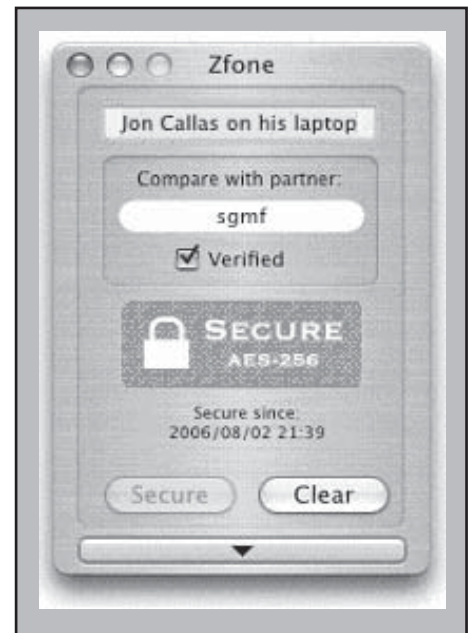 Zfone
Jon Callas on his laptop
Compare with partner:
sgmf
Verified
SECURE
AES-256
Secure since:
2006/08/02 21:39
Secure
Clear